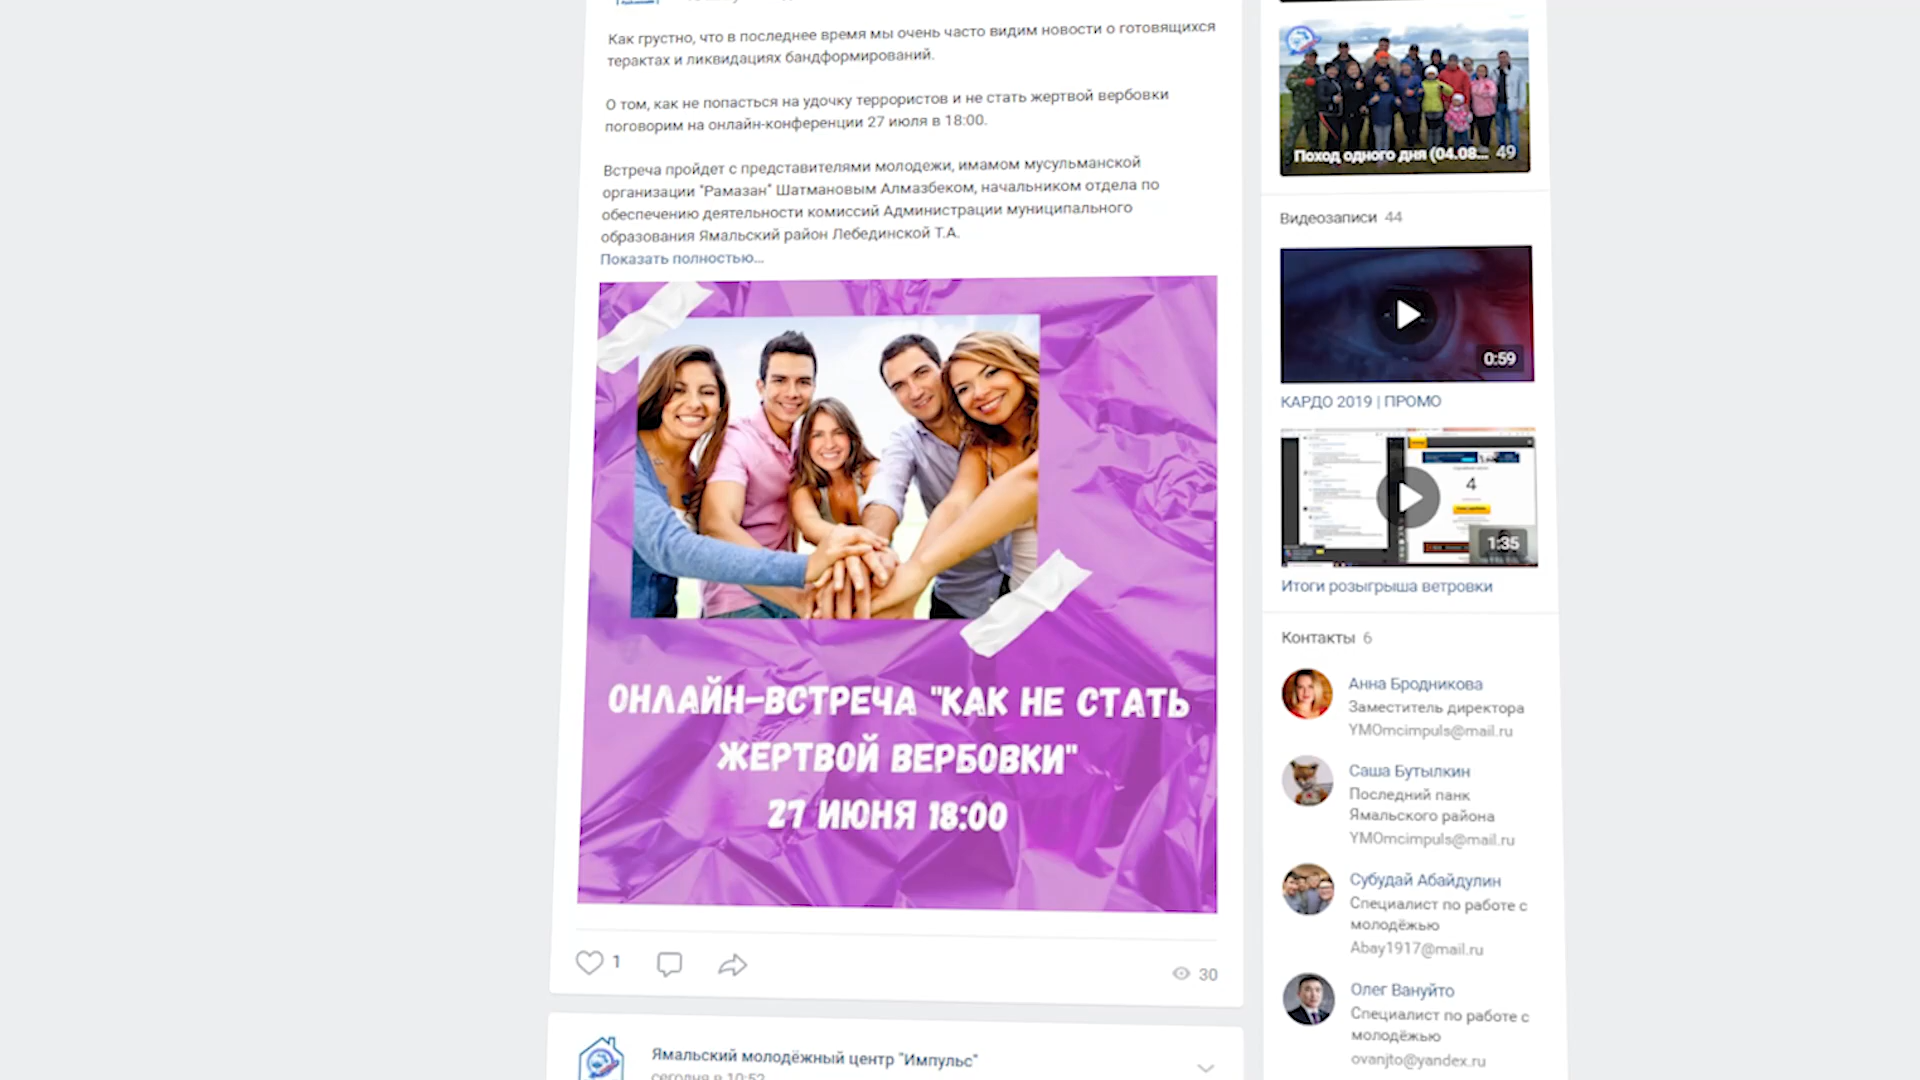 Как грустно, что в последнее время мы очень часто видим новости о готовящихся
терактах и ликвидациях бандформирований.
О том, как не попасться на удочку террористов и не стать жертвой вербовки
поговорим на онлайн-конференции 27 июля в 18:00.
Встреча пройдет с представителями молодежи, имамом мусульманской
организации "Рамазан" Шатмановым Алмазбеком, начальником отдела по
обеспечению деятельности комиссий Администрации муниципального
образования Ямальский район Лебединской Т.А.
Показать полностью...
ОНЛАЙН-ВСТРЕЧА "КАК НЕ СТАТЬ
ЖЕРТВОЙ ВЕРБОВКИ"
27 ИЮНЯ 18:00
1
30
Ямальский молодёжный центр "Импульс"
сегодня в 10:52
Поход одного дня (04.08... 49
Видеозаписи 44
0:59
КАРДО 2019 | ПРОМО
4
1:35
Итоги розыгрыша ветровки
Контакты 6
Анна Бродникова
Заместитель директора
YMOmcimpuls@mail.ru
Саша Бутылкин
Последний панк
Ямальского района
YMOmcimpuls@mail.ru
Субудай Абайдулин
Специалист по работе с
молодёжью
Abay1917@mail.ru
Олег Вануйто
Специалист по работе с
молодёжью
ovanjto@yandex.ru